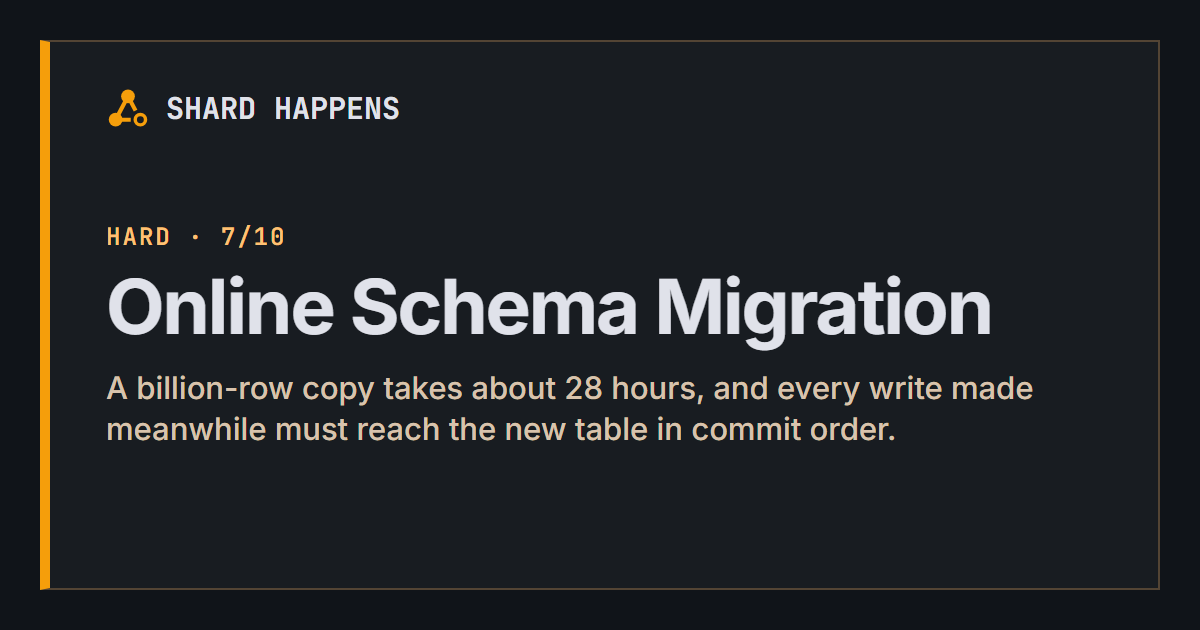 SHARD HAPPENS
HARD · 7/10
Online Schema Migration
A billion-row copy takes about 28 hours, and every write made
meanwhile must reach the new table in commit order.